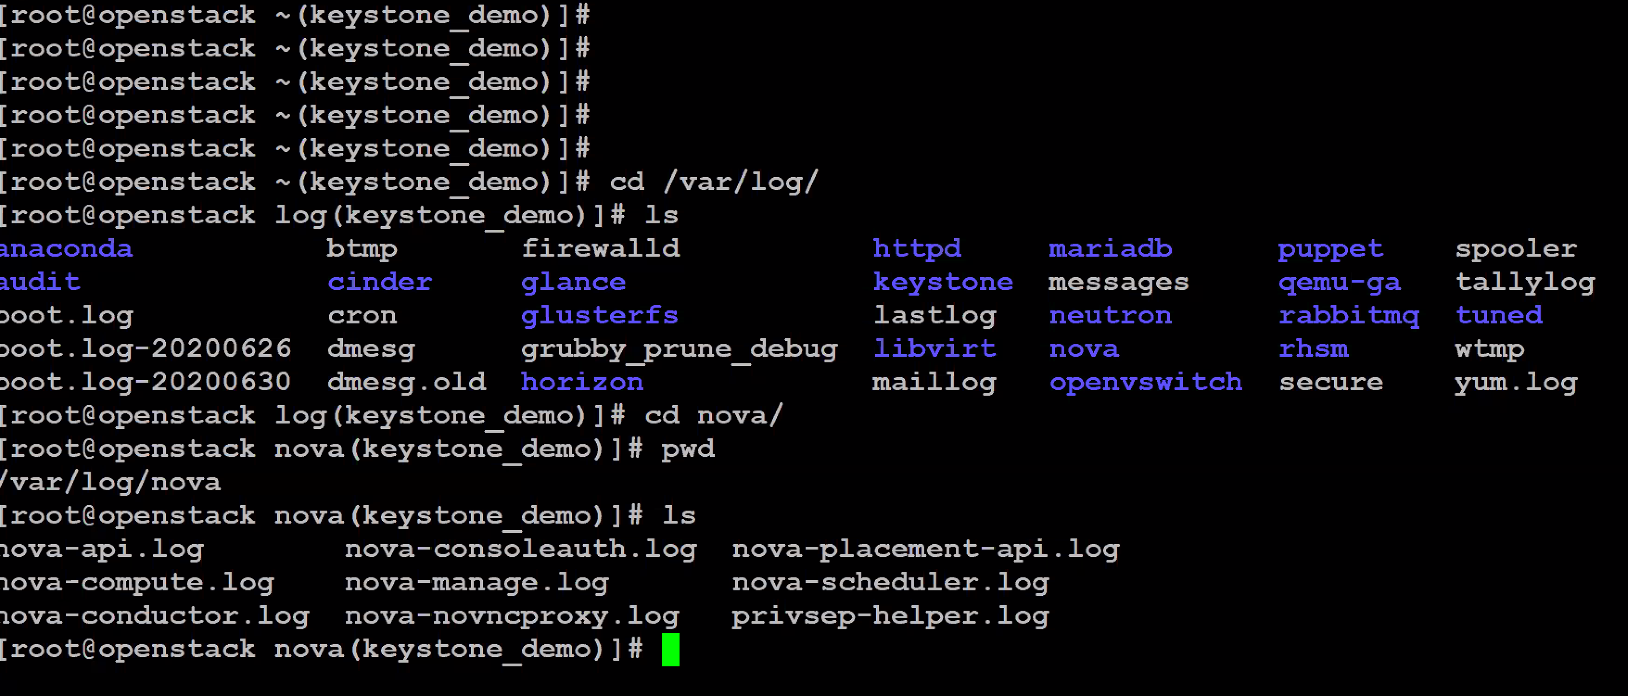 [root@openstack ~(keystone_demo)]#
[root@openstack ~(keystone_demo)]#
[root@openstack ~(keystone_demo)]#
[root@openstack ~(keystone_demo)]#
[root@openstack ~(keystone_demo)]#
[root@openstack ~(keystone_demo)]# cd /var/log/
[root@openstack log(keystone_demo)]# ls
anaconda btmp firewalld httpd mariadb puppet spooler
audit cinder glance keystone messages qemu-ga tallylog
boot.log cron glusterfs lastlog neutron rabbitmq tuned
boot.log-20200626 dmesg grubby_prune_debug libvirt nova rhsm wtmp
boot.log-20200630 dmesg.old horizon maillog openvswitch secure yum.log
[root@openstack log(keystone_demo)]# cd nova/
[root@openstack nova(keystone_demo)]# pwd
/var/log/nova
[root@openstack nova(keystone_demo)]# ls
nova-api.log nova-consoleauth.log nova-placement-api.log
nova-compute.log nova-manage.log nova-scheduler.log
nova-conductor.log nova-novncproxy.log privsep-helper.log
[root@openstack nova(keystone_demo)]#